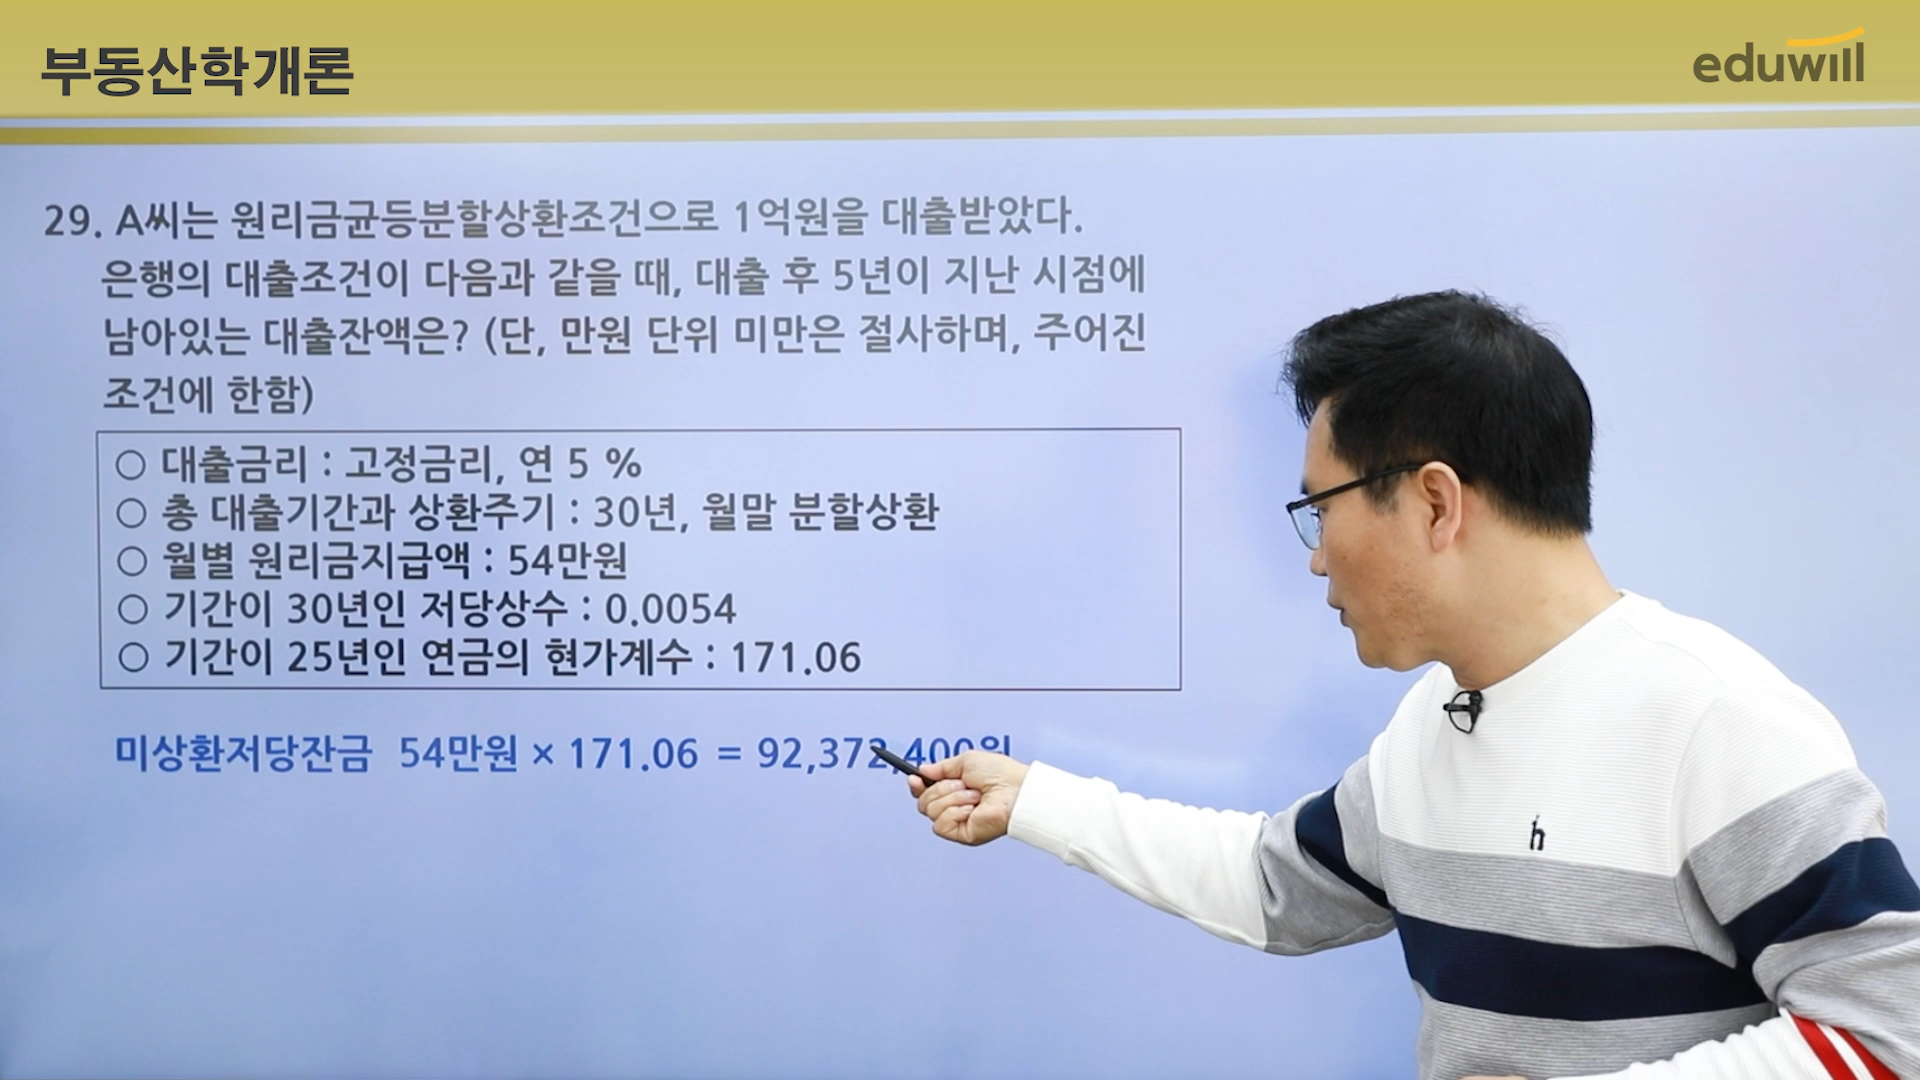 부동산학개론
eduwill
29. A씨는 원리금균등분할상환조건으로 1억원을 대출받았다.
은행의 대출조건이 다음과 같을 때, 대출 후 5년이 지난 시점에
남아있는 대출잔액은? (단, 만원 단위 미만은 절사하며, 주어진
조건에 한함)
○ 대출금리 : 고정금리, 연 5 %
○ 총 대출기간과 상환주기 : 30년, 월말 분할상환
○ 월별 원리금지급액 : 54만원
○ 기간이 30년인 저당상수 : 0.0054
○ 기간이 25년인 연금의 현가계수 : 171.06
미상환저당잔금 54만원 × 171.06 = 92,372,400원
h